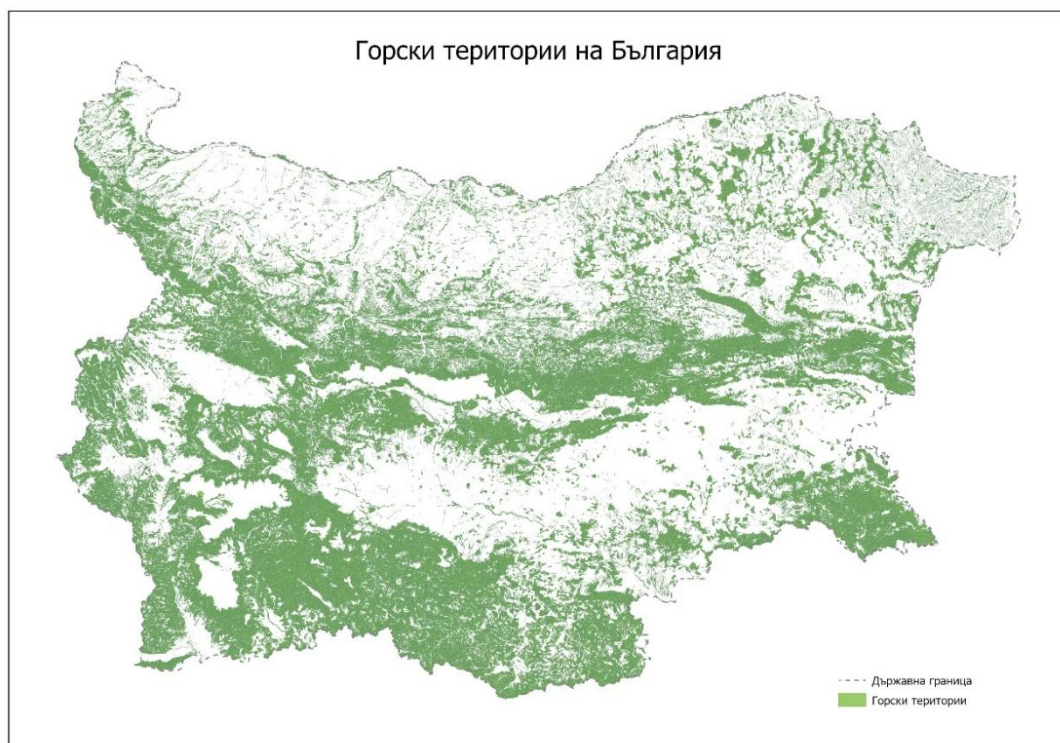 Горски територии на България
Държавна граница
Горски територии